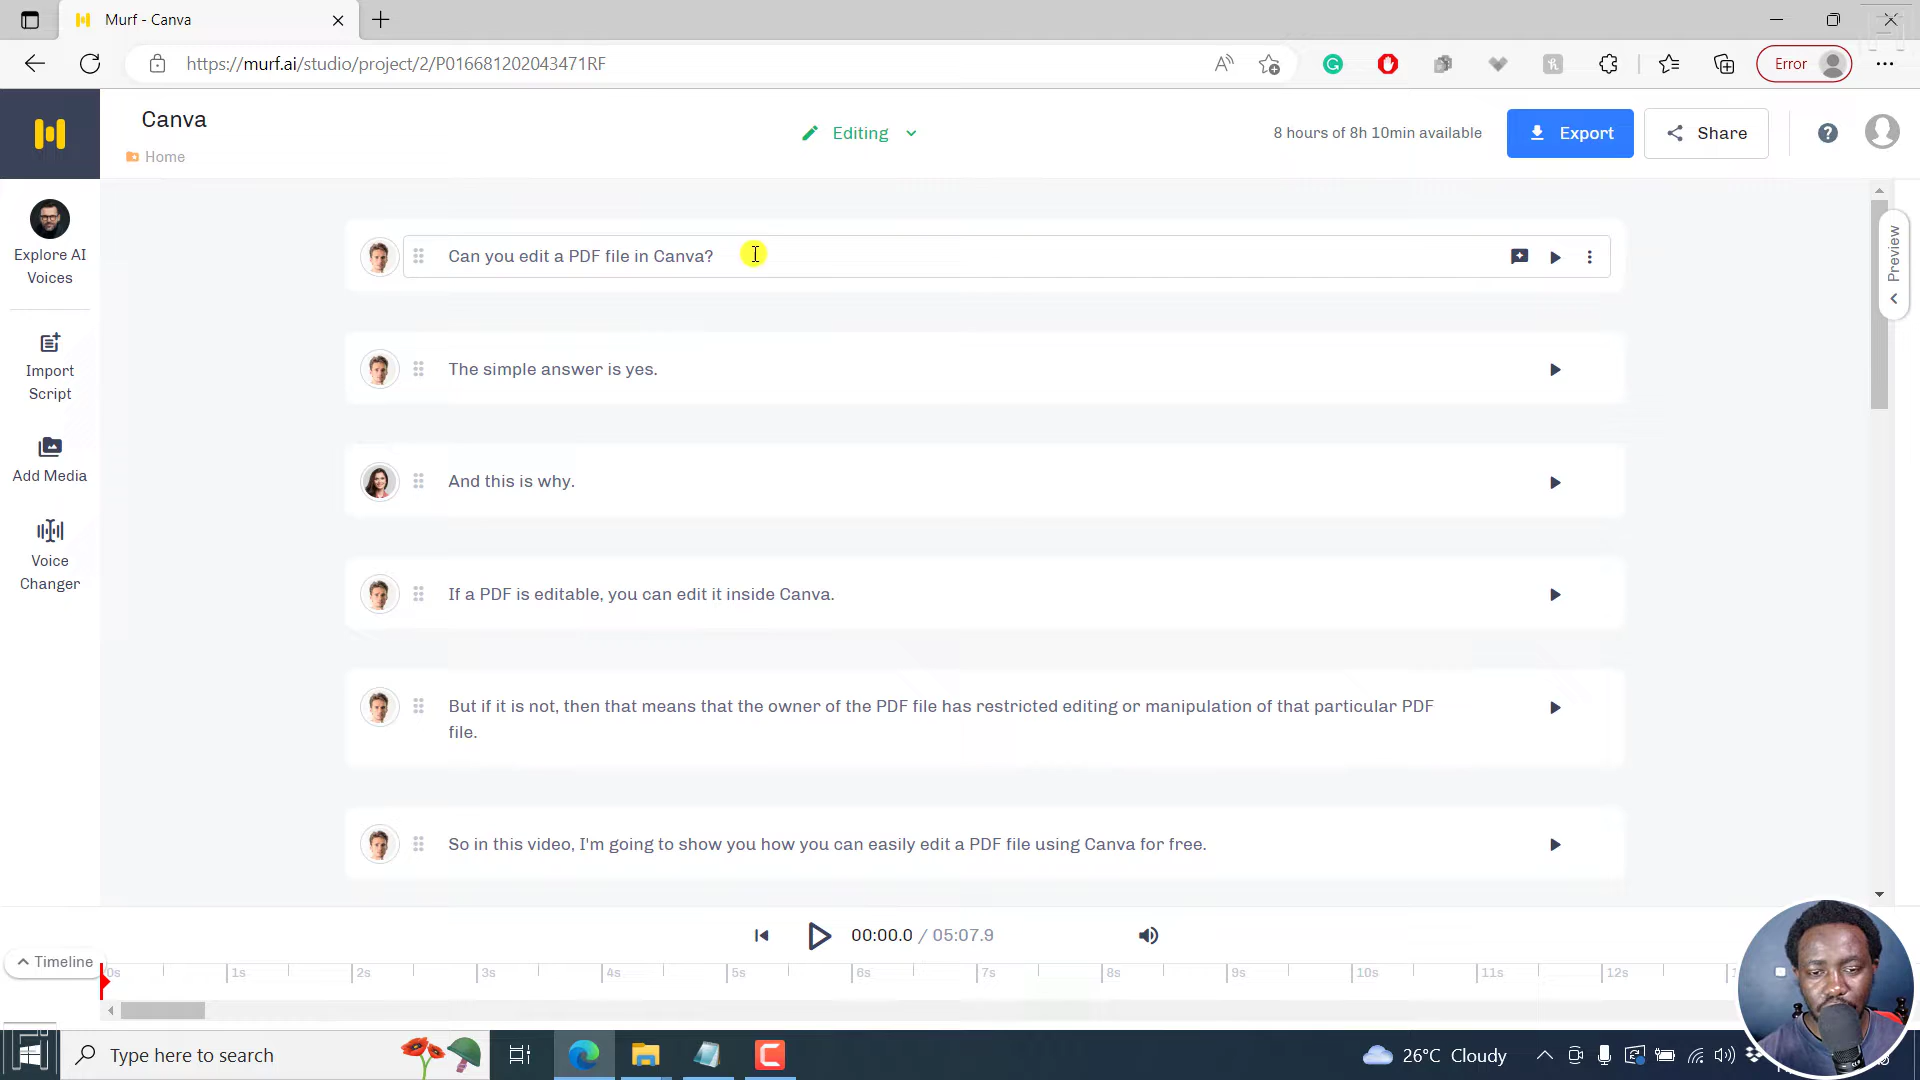 Murf - Canva
https://murf.ai/studio/project/2/P016681202043471RF
Error
Canva
Home
Editing
8 hours of 8h 10min available
Export
Share
Explore AI
Voices
Import
Script
Add Media
Voice
Changer
Can you edit a PDF file in Canva?
The simple answer is yes.
And this is why.
If a PDF is editable, you can edit it inside Canva.
But if it is not, then that means that the owner of the PDF file has restricted editing or manipulation of that particular PDF
file.
So in this video, I'm going to show you how you can easily edit a PDF file using Canva for free.
Preview
00:00.0 / 05:07.9
Timeline
0s 1s 2s 3s 4s 5s 6s 7s 8s 9s 10s 11s 12s
Type here to search
26°C Cloudy